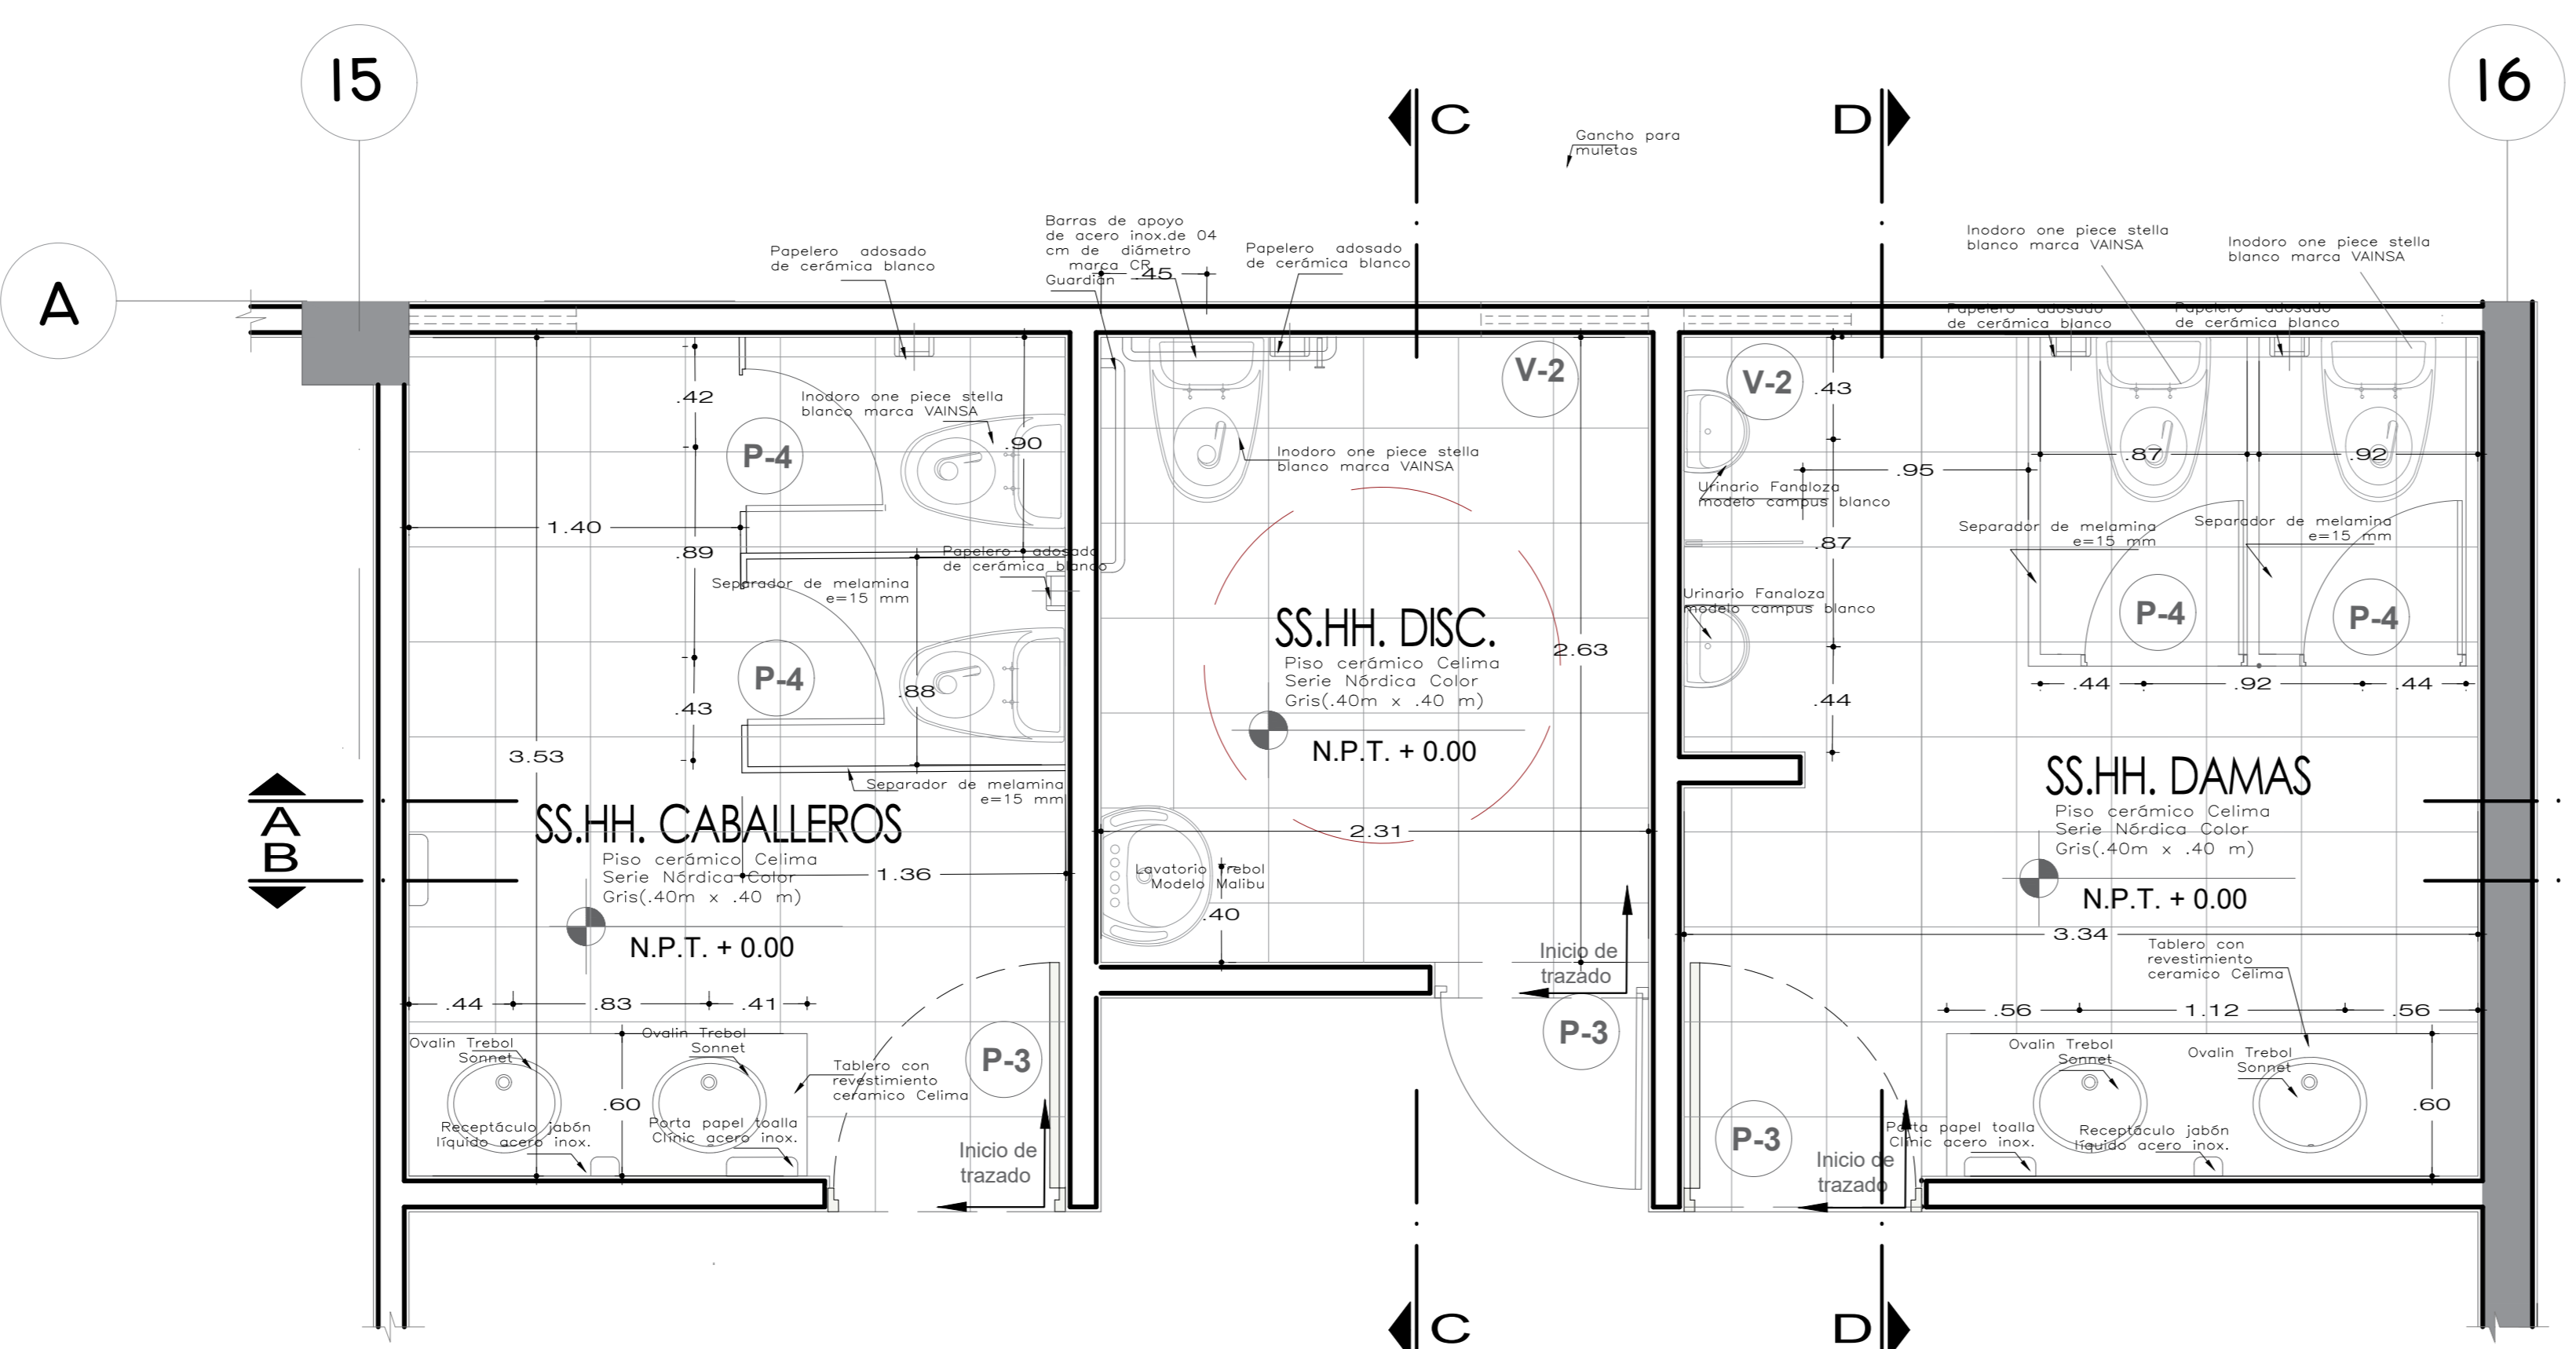 15
16
C
D
Gancho para
muletas
A
Papelero adosado
de cerámica blanco
Barras de apoyo
de acero inox.de 04
cm de diámetro
marca CR
Guardián
.45
Papelero adosado
de cerámica blanco
Inodoro one piece stella
blanco marca VAINSA
Inodoro one piece stella
blanco marca VAINSA
Papelero adosado
de cerámica blanco
Papelero adosado
de cerámica blanco
.42
P-4
Inodoro one piece stella
blanco marca VAINSA
.90
1.40
.89
Papelero adosado
de cerámica blanco
Separador de melamina
e=15 mm
P-4
.88
.43
3.53
Separador de melamina
e=15 mm
A
B
SS.HH. CABALLEROS
Piso cerámico Celima
Serie Nórdica Color
Gris(.40m x .40 m)
1.36
N.P.T. + 0.00
.44
.83
.41
Ovalin Trebol
Sonnet
Ovalin Trebol
Sonnet
.60
Tablero con
revestimiento
ceramico Celima
P-3
Receptáculo jabón
líquido acero inox.
Porta papel toalla
Clinic acero inox.
Inicio de
trazado
V-2
Inodoro one piece stella
blanco marca VAINSA
SS.HH. DISC.
Piso cerámico Celima
Serie Nórdica Color
Gris(.40m x .40 m)
2.63
N.P.T. + 0.00
2.31
Lavatorio Trebol
Modelo Malibu
.40
Inicio de
trazado
P-3
V-2
.43
.87
.92
.95
Urinario Fanaloza
modelo campus blanco
Separador de melamina
e=15 mm
Separador de melamina
e=15 mm
.87
Urinario Fanaloza
modelo campus blanco
P-4
P-4
.44
.44
.92
.44
SS.HH. DAMAS
Piso cerámico Celima
Serie Nórdica Color
Gris(.40m x .40 m)
N.P.T. + 0.00
3.34
Tablero con
revestimiento
ceramico Celima
.56
1.12
.56
Ovalin Trebol
Sonnet
Ovalin Trebol
Sonnet
.60
P-3
Porta papel toalla
Clinic acero inox.
Receptáculo jabón
líquido acero inox.
Inicio de
trazado
C
D